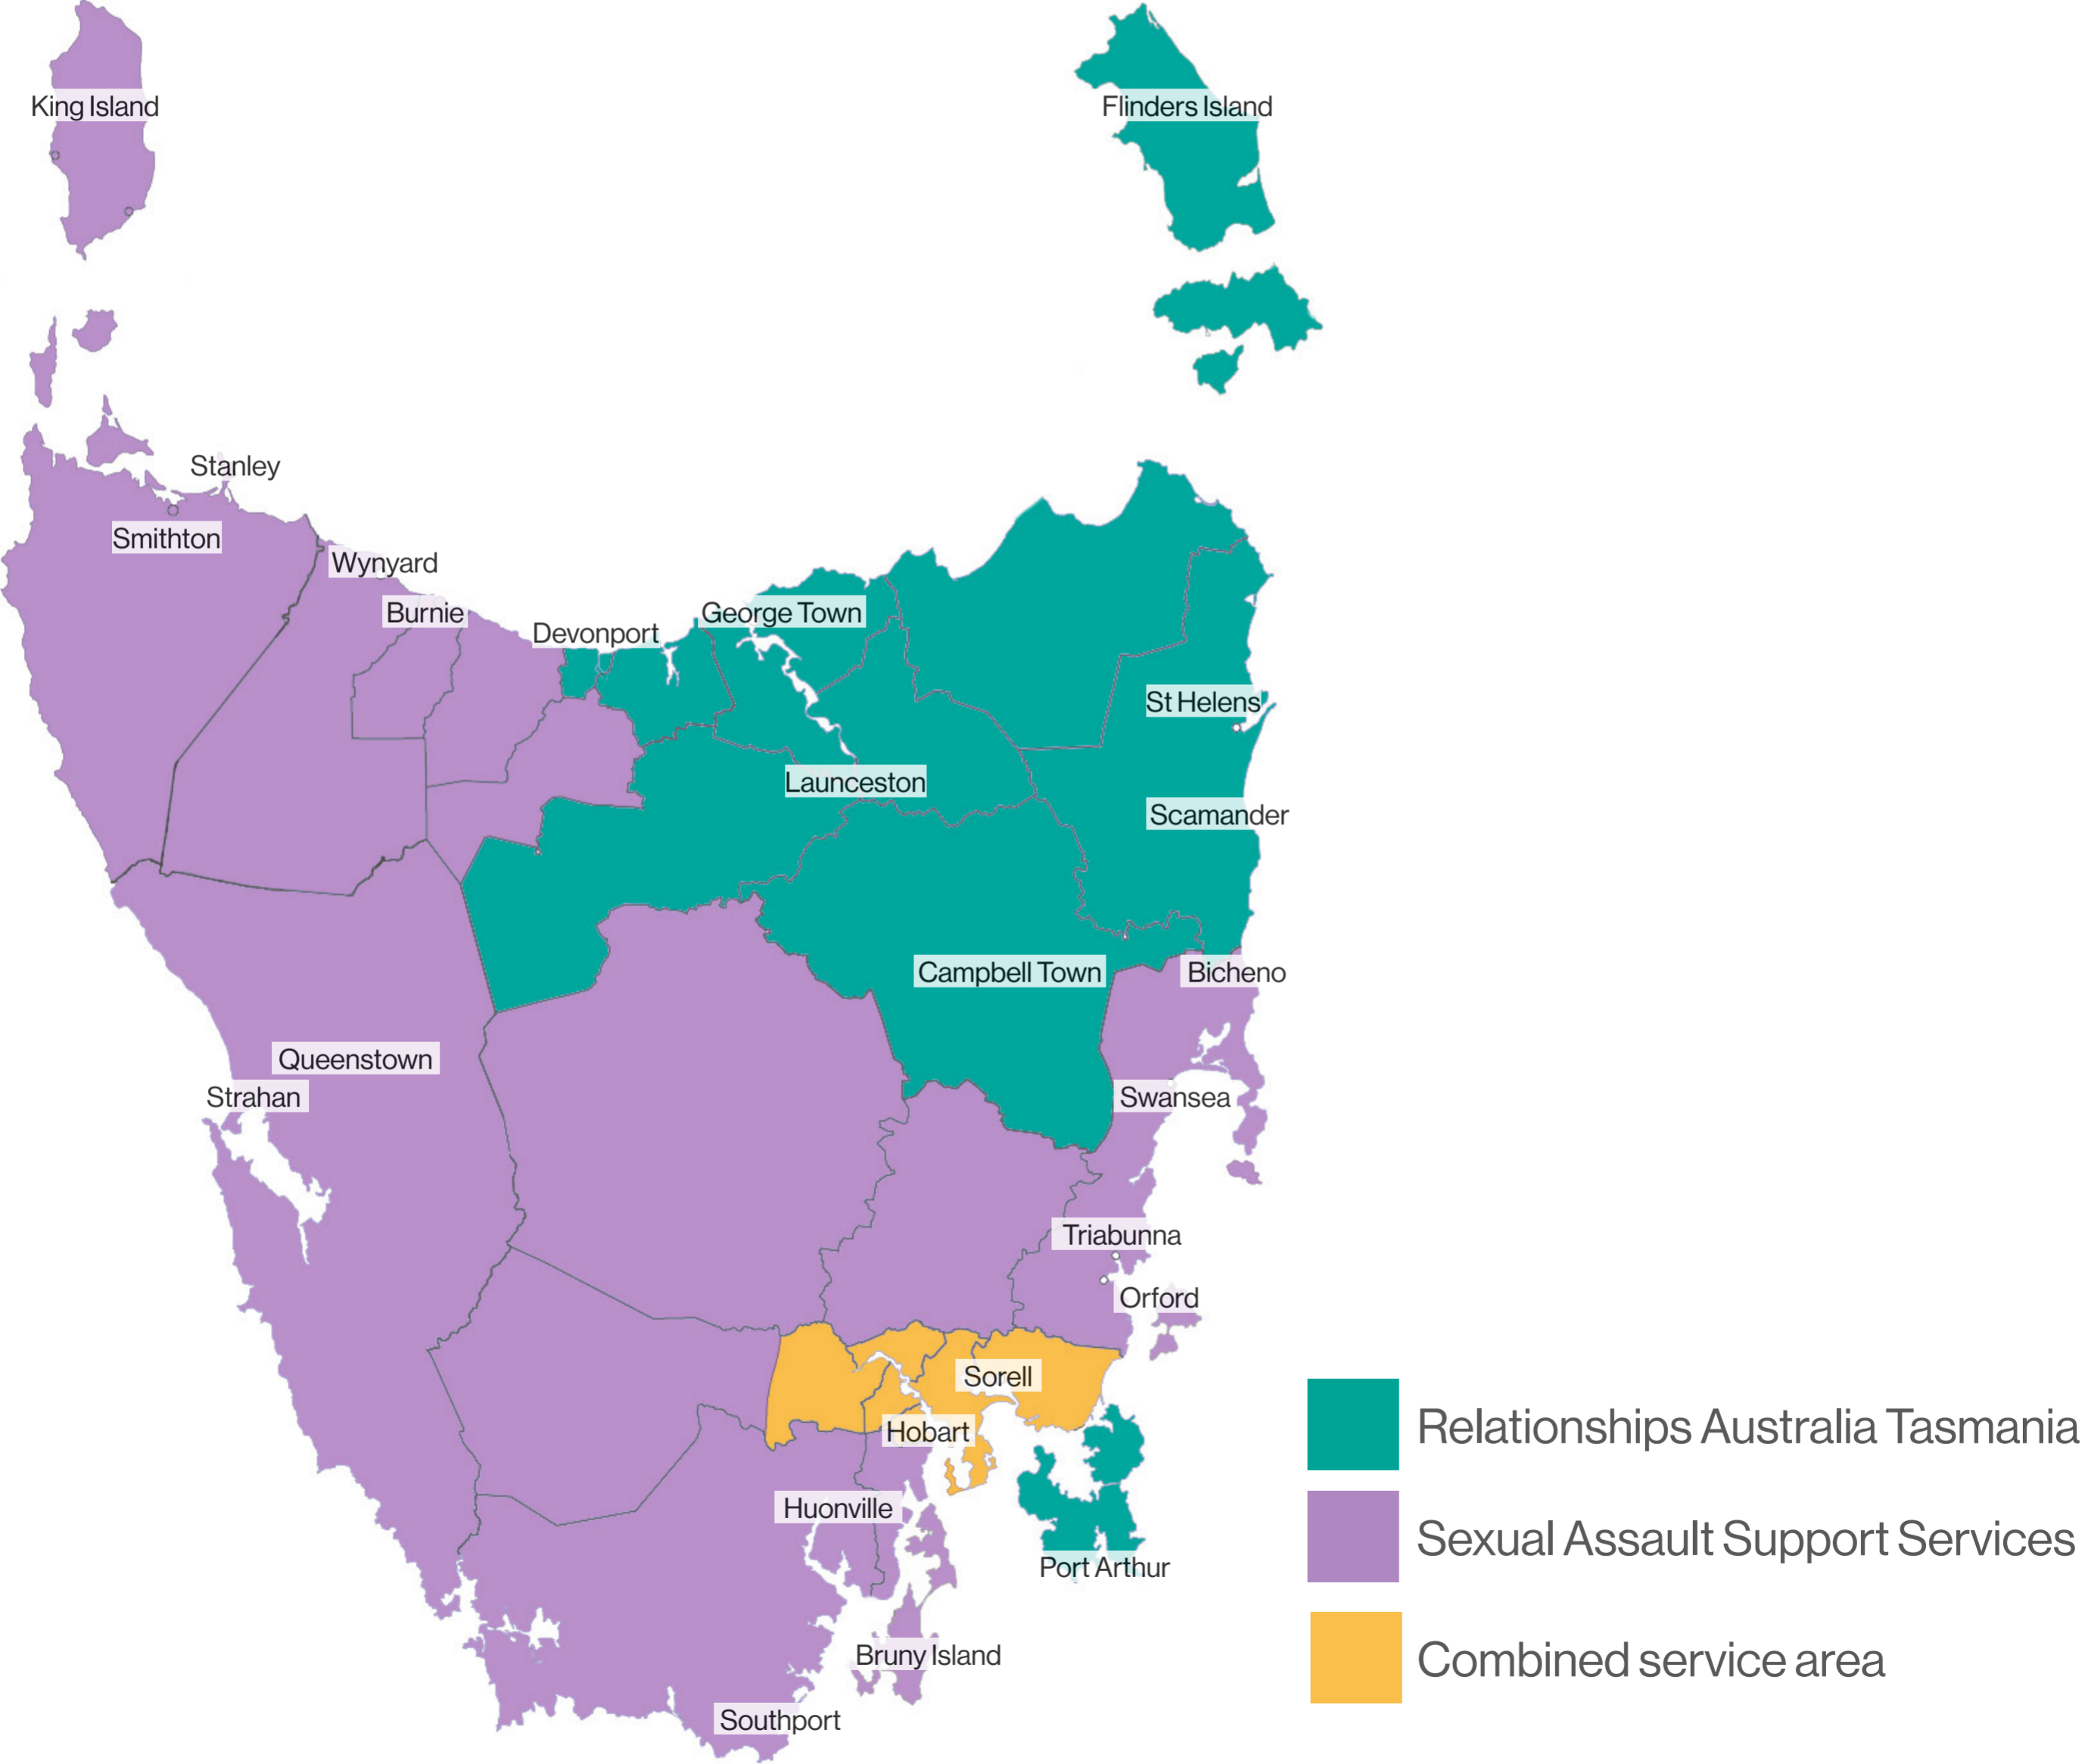 King Island
Flinders Island
Stanley
Smithton
Wynyard
Burnie
Devonport
George Town
St Helens
Launceston
Scamander
Campbell Town
Bicheno
Queenstown
Strahan
Swansea
Triabunna
Orford
Sorell
Hobart
Huonville
Port Arthur
Bruny Island
Southport
Relationships Australia Tasmania
Sexual Assault Support Services
Combined service area